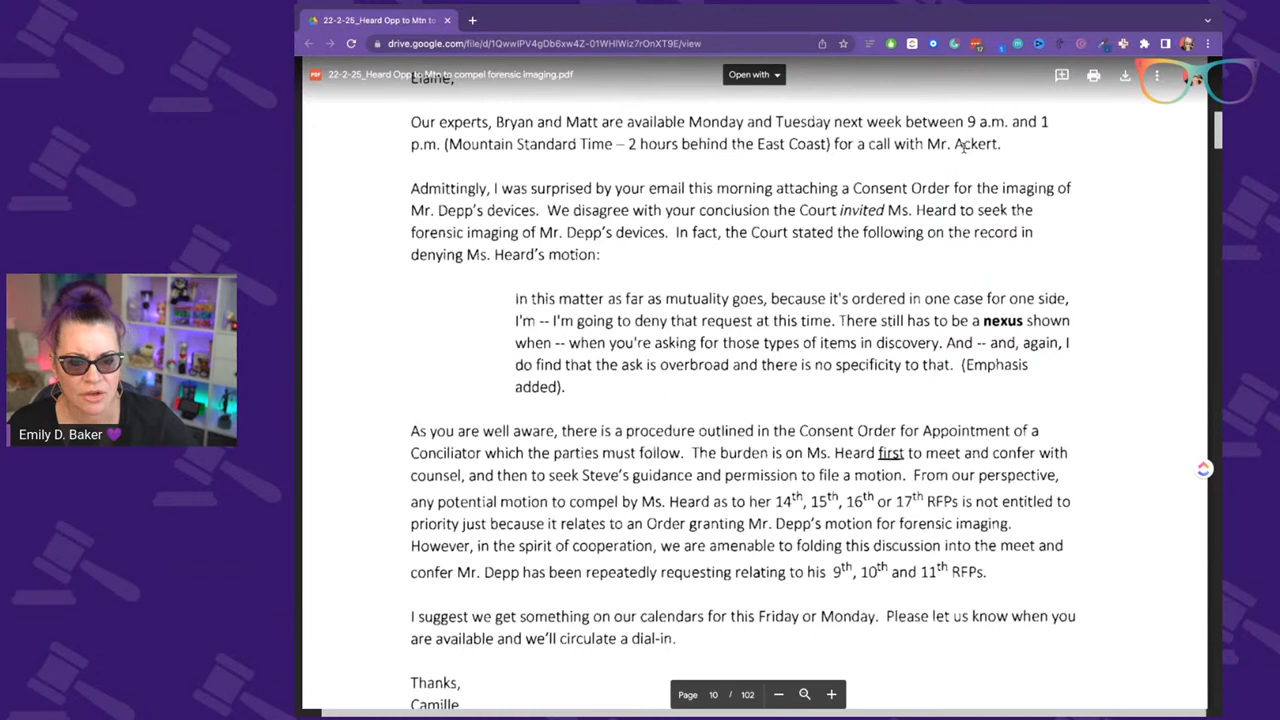 22-2-25_Heard Opp to Mtn to
drive.google.com/file/d/1QwwlPV4gDb6xw4Z-01WHlWiz7rOnXT9E/view
22-2-25_Heard Opp to Mtn to compel forensic imaging.pdf
Open with
Elaine,
Our experts, Bryan and Matt are available Monday and Tuesday next week between 9 a.m. and 1
p.m. (Mountain Standard Time – 2 hours behind the East Coast) for a call with Mr. Ackert.
Admittingly, I was surprised by your email this morning attaching a Consent Order for the imaging of
Mr. Depp's devices. We disagree with your conclusion the Court invited Ms. Heard to seek the
forensic imaging of Mr. Depp's devices. In fact, the Court stated the following on the record in
denying Ms. Heard's motion:
In this matter as far as mutuality goes, because it's ordered in one case for one side,
I'm -- I'm going to deny that request at this time. There still has to be a nexus shown
when -- when you're asking for those types of items in discovery. And -- and, again, I
do find that the ask is overbroad and there is no specificity to that. (Emphasis
added).
As you are well aware, there is a procedure outlined in the Consent Order for Appointment of a
Conciliator which the parties must follow. The burden is on Ms. Heard first to meet and confer with
counsel, and then to seek Steve's guidance and permission to file a motion. From our perspective,
any potential motion to compel by Ms. Heard as to her 14th, 15th, 16th or 17th RFPs is not entitled to
priority just because it relates to an Order granting Mr. Depp's motion for forensic imaging.
However, in the spirit of cooperation, we are amenable to folding this discussion into the meet and
confer Mr. Depp has been repeatedly requesting relating to his 9th, 10th and 11th RFPs.
I suggest we get something on our calendars for this Friday or Monday. Please let us know when you
are available and we'll circulate a dial-in.
Thanks,
Camille
Page 10 / 102
Emily D. Baker 💜